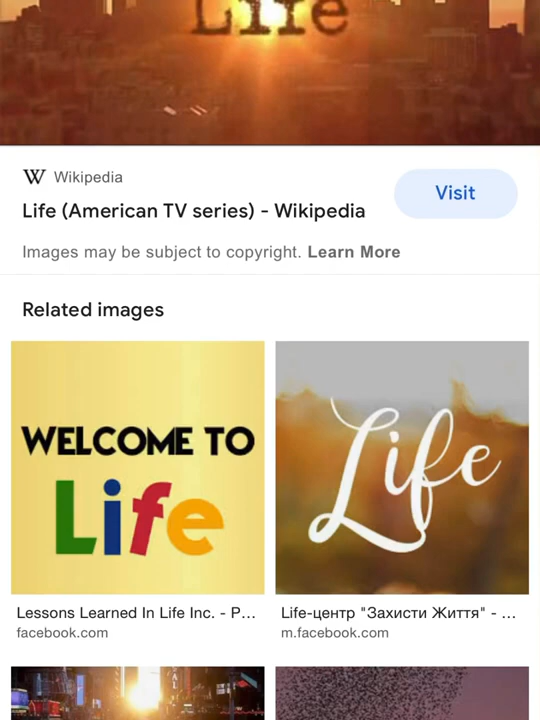 Life
Wikipedia
Life (American TV series) - Wikipedia
Visit
Images may be subject to copyright. Learn More
Related images
WELCOME TO
Life
Life
Lessons Learned In Life Inc. - P...
facebook.com
Life-центр "Захисти Життя" - ...
m.facebook.com